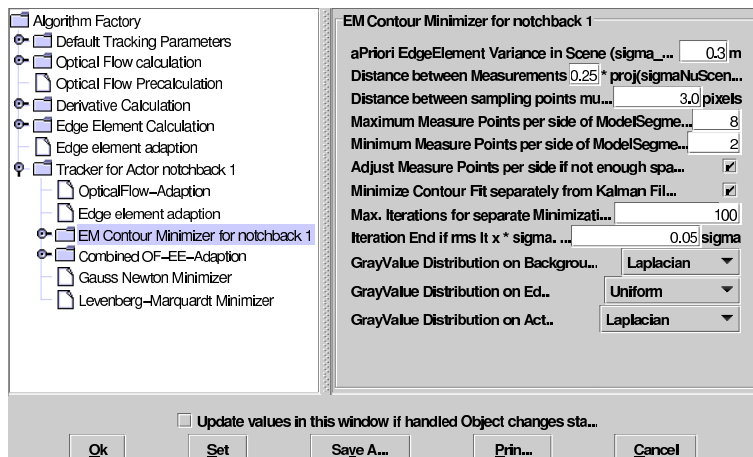 Algorithm Factory
Default Tracking Parameters
Optical Flow calculation
Optical Flow Precalculation
Derivative Calculation
Edge Element Calculation
Edge element adaption
Tracker for Actor notchback 1
OpticalFlow-Adaption
Edge element adaption
EM Contour Minimizer for notchback 1
Combined OF-EE-Adaption
Gauss Newton Minimizer
Levenberg-Marquardt Minimizer
EM Contour Minimizer for notchback 1
aPriori EdgeElement Variance in Scene (sigma_... 0.3 m
Distance between Measurements 0.25 * proj(sigmaNuScen...
Distance between sampling points mu... 3.0 pixels
Maximum Measure Points per side of ModelSegme... 8
Minimum Measure Points per side of ModelSegme... 2
Adjust Measure Points per side if not enough spa...
Minimize Contour Fit separately from Kalman Fil...
Max. Iterations for separate Minimizati... 100
Iteration End if rms lt x * sigma. ... 0.05 sigma
GrayValue Distribution on Backgrou... Laplacian
GrayValue Distribution on Ed.. Uniform
GrayValue Distribution on Act.. Laplacian
Update values in this window if handled Object changes sta...
Ok Set Save A... Prin... Cancel